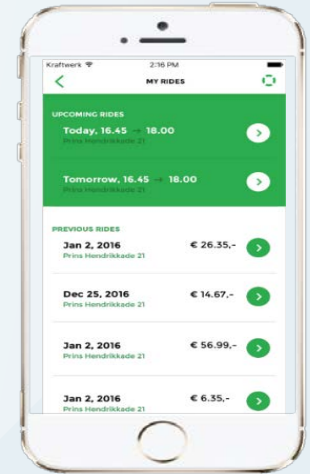 Kraftwerk 2:16 PM
MY RIDES
UPCOMING RIDES
Today, 16.45 → 18.00
Prins Hendrikkade 21
Tomorrow, 16.45 → 18.00
Prins Hendrikkade 21
PREVIOUS RIDES
Jan 2, 2016 € 26.35,-
Prins Hendrikkade 21
Dec 25, 2016 € 14.67,-
Prins Hendrikkade 21
Jan 2, 2016 € 56.99,-
Prins Hendrikkade 21
Jan 2, 2016 € 6.35,-
Prins Hendrikkade 21